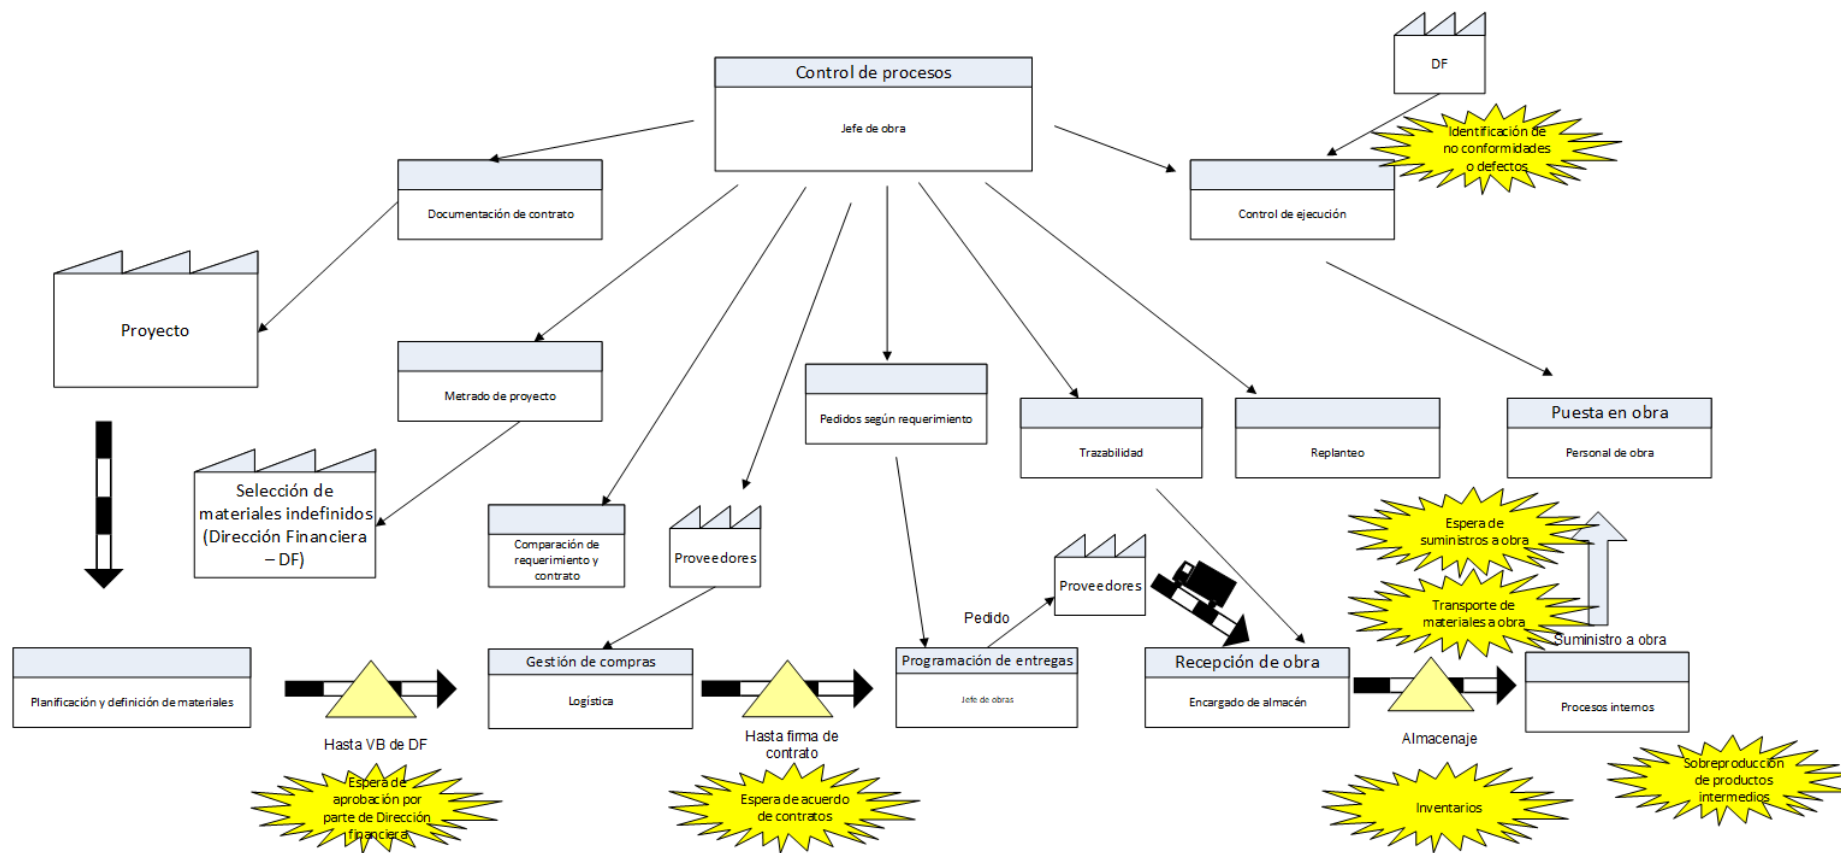 Control de procesos
Jefe de obra
DF
Identificación de
no conformidades
o defectos
Documentación de contrato
Control de ejecución
Proyecto
Metrado de proyecto
Pedidos según requerimiento
Trazabilidad
Replanteo
Puesta en obra
Personal de obra
Selección de
materiales indefinidos
(Dirección Financiera
– DF)
Comparación de
requerimiento y
contrato
Proveedores
Proveedores
Pedido
Espera de
suministros a obra
Transporte de
materiales a obra
Suministro a obra
Planificación y definición de materiales
Hasta VB de DF
Espera de
aprobación por
parte de Dirección
financiera
Gestión de compras
Logística
Hasta firma de
contrato
Espera de acuerdo
de contratos
Programación de entregas
Jefe de obras
Recepción de obra
Encargado de almacén
Almacenaje
Inventarios
Procesos internos
Sobreproducción
de productos
intermedios